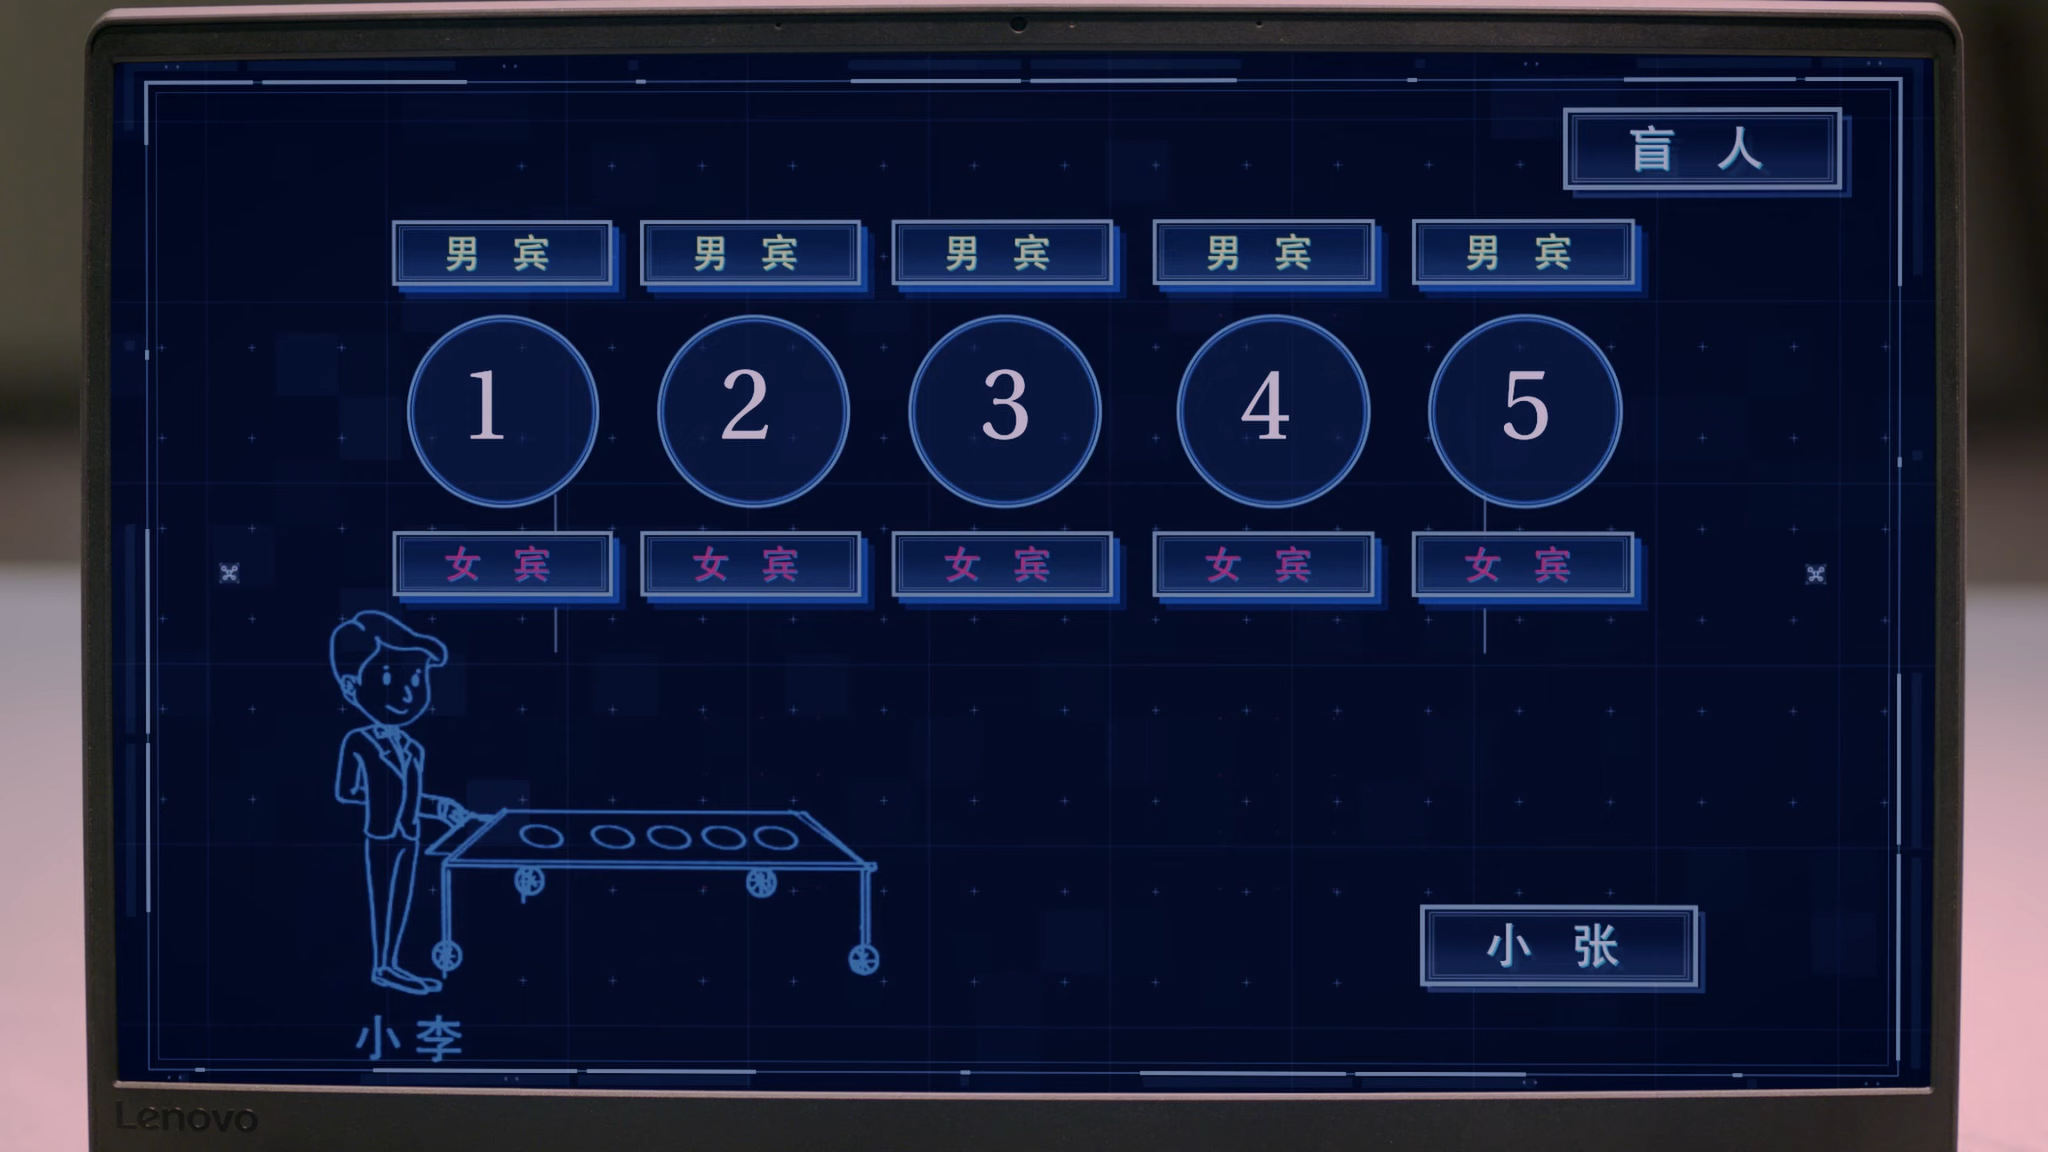 盲人
男宾 男宾 男宾 男宾 男宾
1 2 3 4 5
女宾 女宾 女宾 女宾 女宾
小张
小李
Lenovo